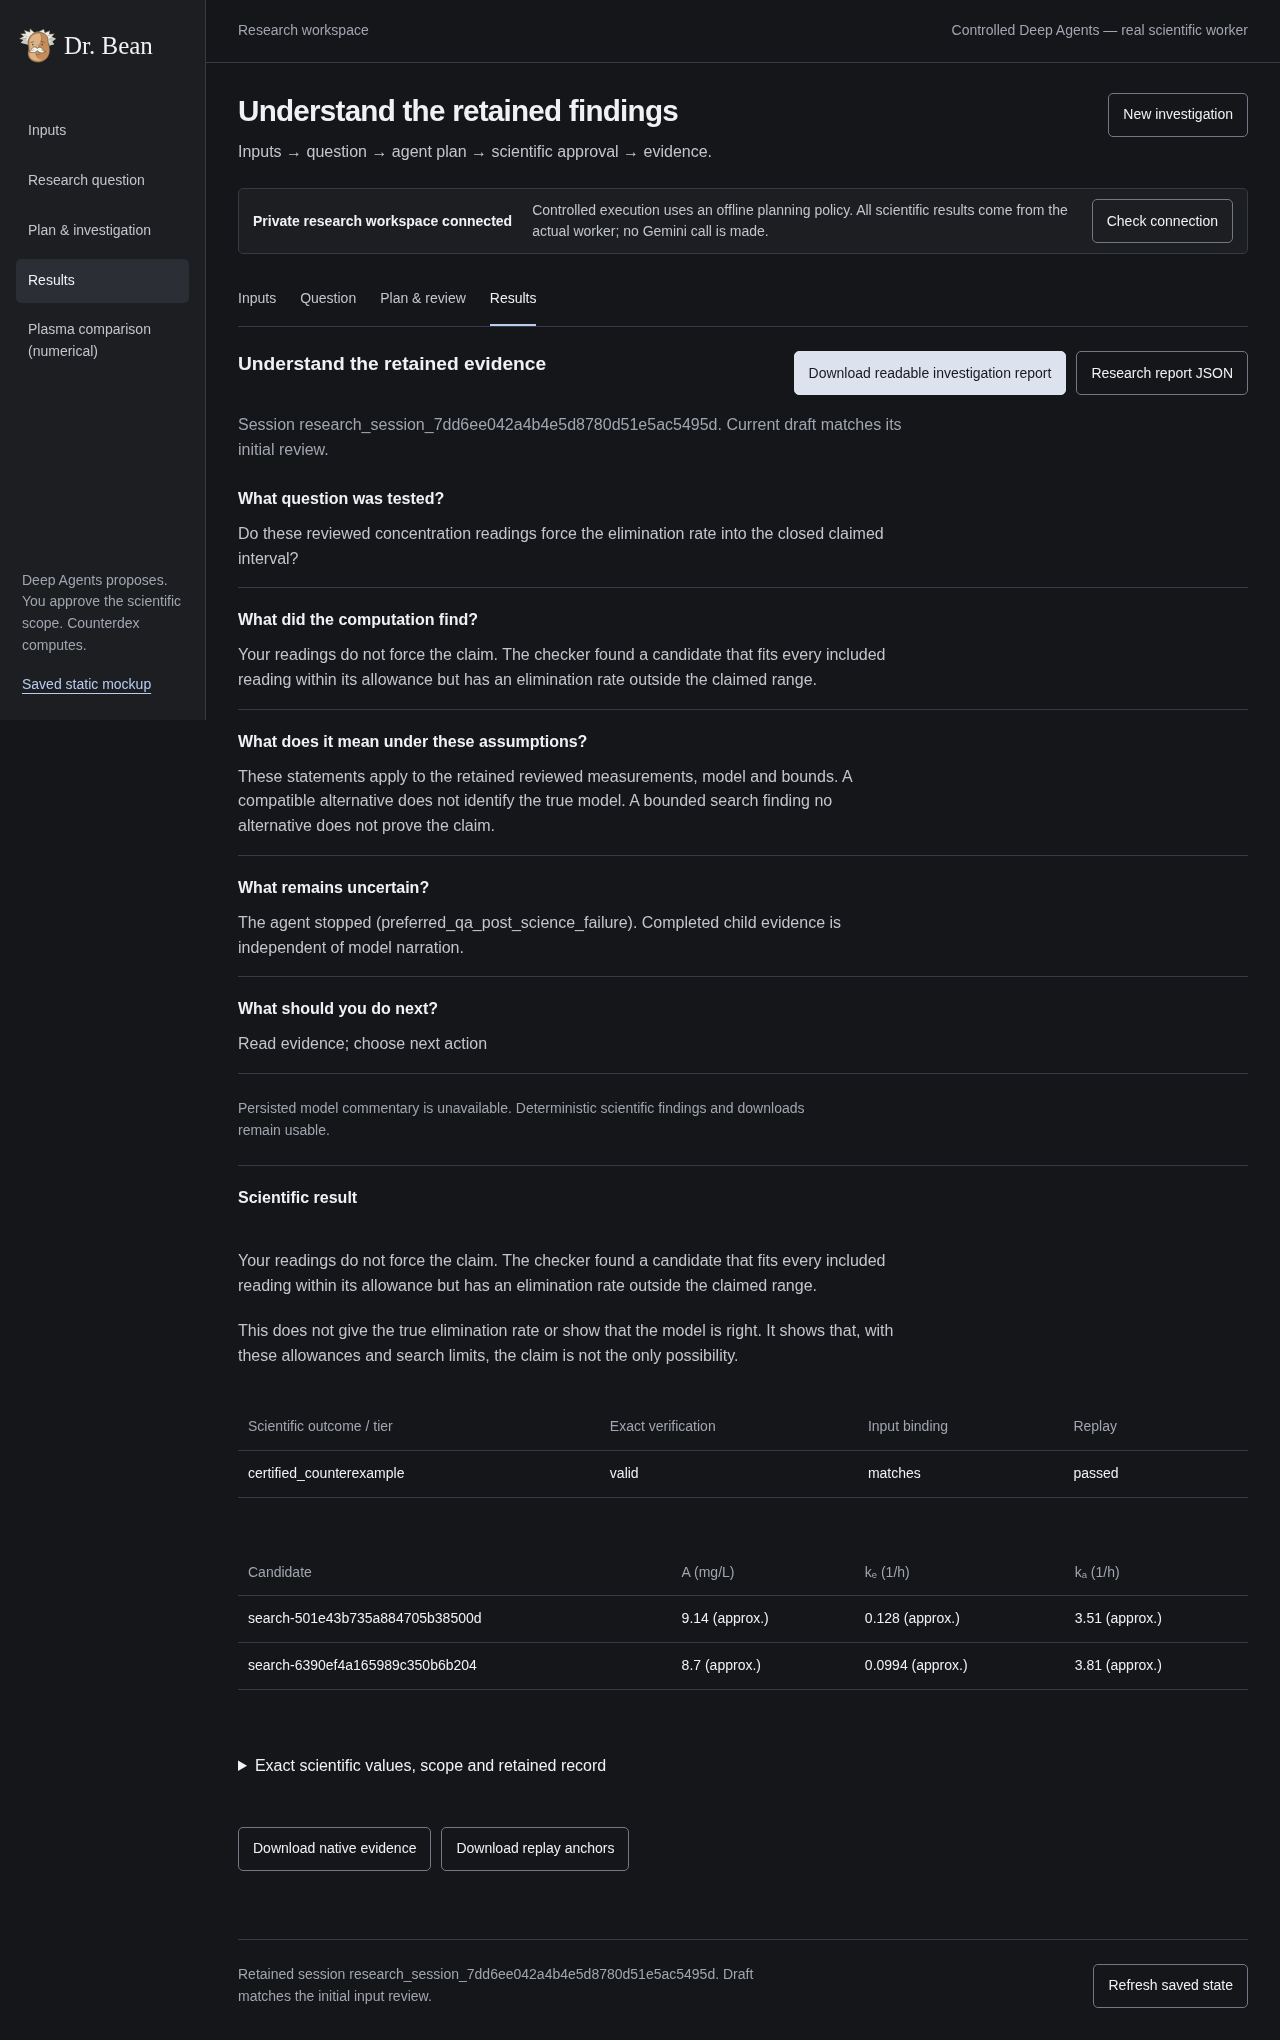 Dr. Bean
Inputs
Research question
Plan & investigation
Results
Plasma comparison
(numerical)
Deep Agents proposes.
You approve the scientific
scope. Counterdex
computes.
Saved static mockup
Research workspace
Controlled Deep Agents — real scientific worker
Understand the retained findings
New investigation
Inputs → question → agent plan → scientific approval → evidence.
Private research workspace connected
Controlled execution uses an offline planning policy. All scientific results come from the
actual worker; no Gemini call is made.
Check connection
Inputs Question Plan & review Results
Understand the retained evidence
Download readable investigation report
Research report JSON
Session research_session_7dd6ee042a4b4e5d8780d51e5ac5495d. Current draft matches its
initial review.
What question was tested?
Do these reviewed concentration readings force the elimination rate into the closed claimed
interval?
What did the computation find?
Your readings do not force the claim. The checker found a candidate that fits every included
reading within its allowance but has an elimination rate outside the claimed range.
What does it mean under these assumptions?
These statements apply to the retained reviewed measurements, model and bounds. A
compatible alternative does not identify the true model. A bounded search finding no
alternative does not prove the claim.
What remains uncertain?
The agent stopped (preferred_qa_post_science_failure). Completed child evidence is
independent of model narration.
What should you do next?
Read evidence; choose next action
Persisted model commentary is unavailable. Deterministic scientific findings and downloads
remain usable.
Scientific result
Your readings do not force the claim. The checker found a candidate that fits every included
reading within its allowance but has an elimination rate outside the claimed range.
This does not give the true elimination rate or show that the model is right. It shows that, with
these allowances and search limits, the claim is not the only possibility.
Scientific outcome / tier Exact verification Input binding Replay
certified_counterexample valid matches passed
Candidate A (mg/L) kₑ (1/h) kₐ (1/h)
search-501e43b735a884705b38500d 9.14 (approx.) 0.128 (approx.) 3.51 (approx.)
search-6390ef4a165989c350b6b204 8.7 (approx.) 0.0994 (approx.) 3.81 (approx.)
▶ Exact scientific values, scope and retained record
Download native evidence
Download replay anchors
Retained session research_session_7dd6ee042a4b4e5d8780d51e5ac5495d. Draft
matches the initial input review.
Refresh saved state